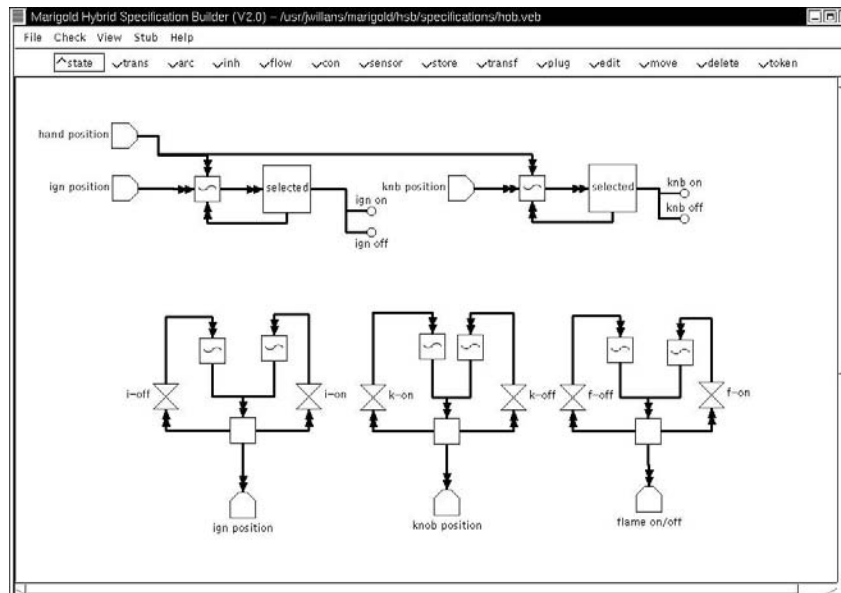 Marigold Hybrid Specification Builder (V2.0) – /usr/jwillans/marigold/hsb/specifications/hob.veb
File Check View Stub Help
state trans arc inh flow con sensor store transf plug edit move delete token
hand position
ign position
selected
ign on
ign off
knb position
selected
knb on
knb off
i-off
i-on
k-on
k-off
f-off
f-on
ign position
knob position
flame on/off